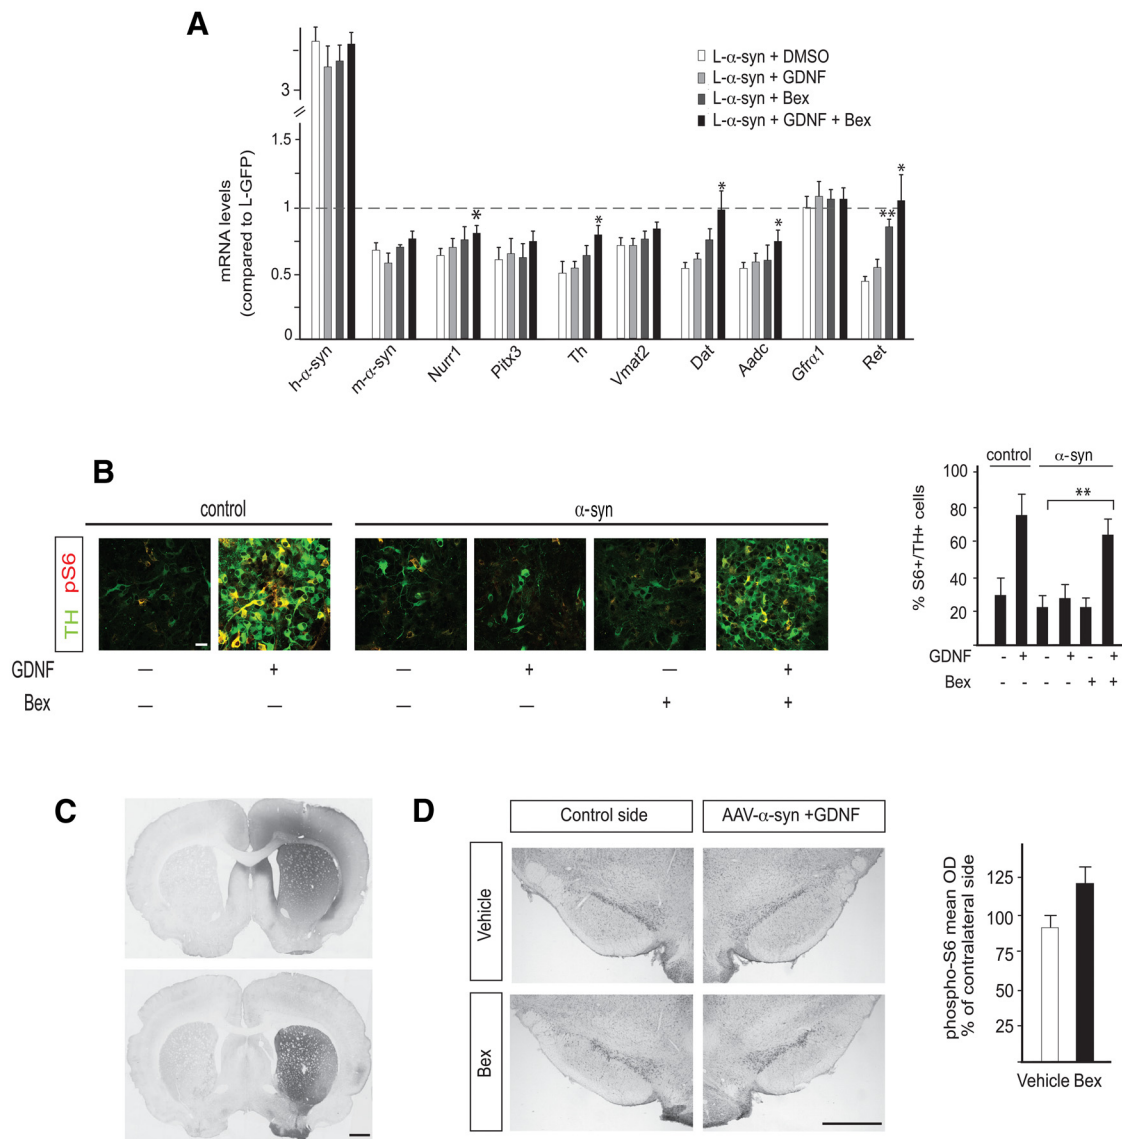 A
L-α-syn + DMSO
L-α-syn + GDNF
L-α-syn + Bex
L-α-syn + GDNF + Bex
mRNA levels
(compared to L-GFP)
3
1.5
1
0.5
0
* * * * ** *
h-α-syn m-α-syn Nurr1 Pitx3 Th Vmat2 Dat Aadc Gfrα1 Ret
B
control α-syn
TH pS6
GDNF — + — + — +
Bex — — — — + +
control α-syn
% S6+/TH+ cells
100
80
60
40
20
**
GDNF - + - + - +
Bex - - - - + +
C
D
Control side AAV-α-syn +GDNF
Vehicle
Bex
phospho-S6 mean OD
% of contralateral side
125
100
75
50
25
Vehicle Bex